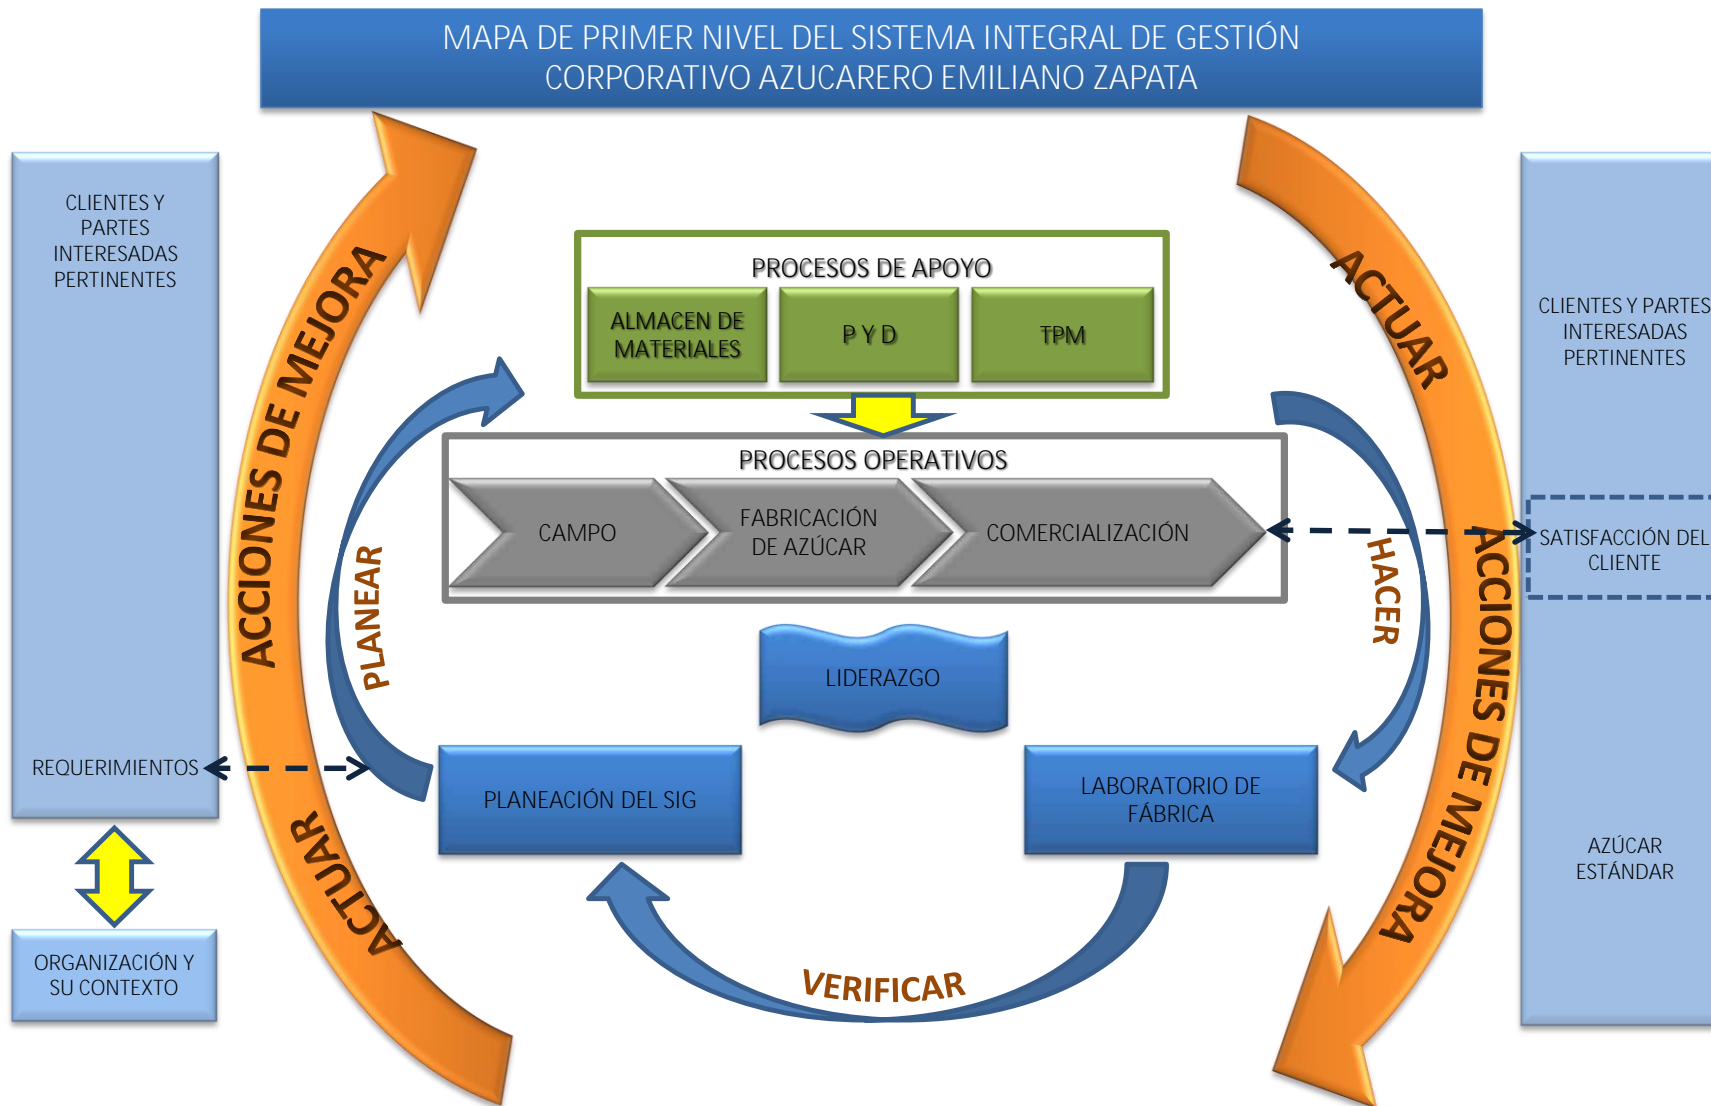 MAPA DE PRIMER NIVEL DEL SISTEMA INTEGRAL DE GESTIÓN
CORPORATIVO AZUCARERO EMILIANO ZAPATA
CLIENTES Y
PARTES
INTERESADAS
PERTINENTES
REQUERIMIENTOS
ORGANIZACIÓN Y
SU CONTEXTO
ACCIONES DE MEJORA
ACTUAR
PLANEAR
PROCESOS DE APOYO
ALMACEN DE
MATERIALES
P Y D
TPM
PROCESOS OPERATIVOS
CAMPO
FABRICACIÓN
DE AZÚCAR
COMERCIALIZACIÓN
LIDERAZGO
PLANEACIÓN DEL SIG
LABORATORIO DE
FÁBRICA
VERIFICAR
HACER
ACTUAR
ACCIONES DE MEJORA
CLIENTES Y PARTES
INTERESADAS
PERTINENTES
SATISFACCIÓN DEL
CLIENTE
AZÚCAR
ESTÁNDAR